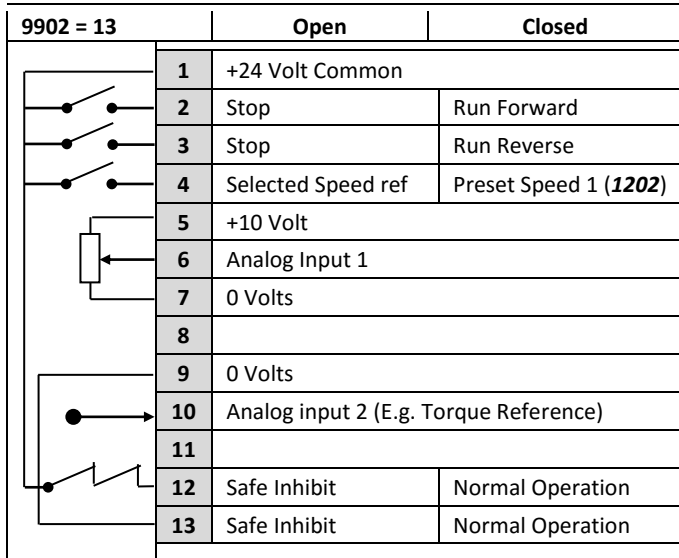 9902 = 13 Open Closed
1 +24 Volt Common
2 Stop Run Forward
3 Stop Run Reverse
4 Selected Speed ref Preset Speed 1 (1202)
5 +10 Volt
6 Analog Input 1
7 0 Volts
8
9 0 Volts
10 Analog input 2 (E.g. Torque Reference)
11
12 Safe Inhibit Normal Operation
13 Safe Inhibit Normal Operation